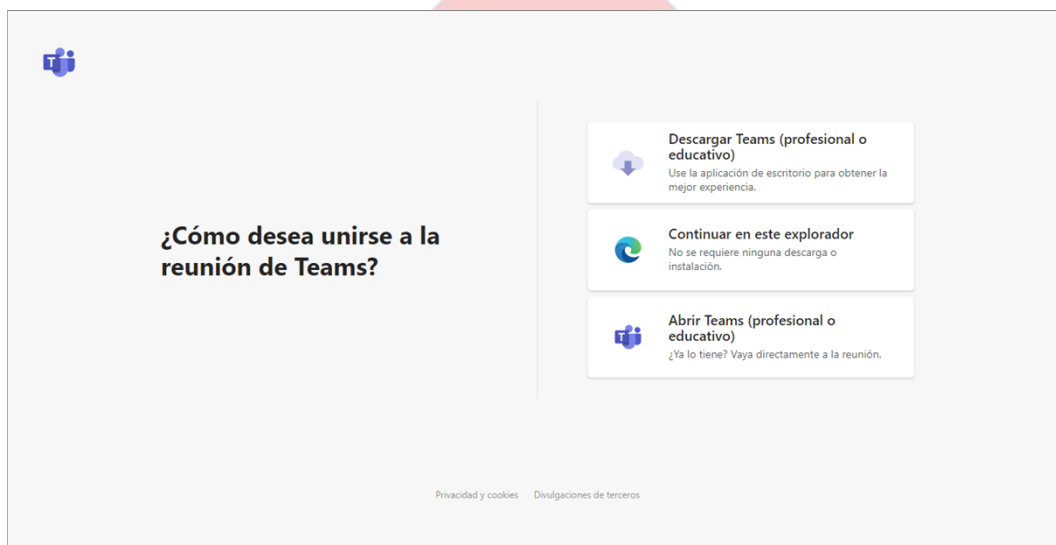 ¿Cómo desea unirse a la
reunión de Teams?
Descargar Teams (profesional o
educativo)
Use la aplicación de escritorio para obtener la
mejor experiencia.
Continuar en este explorador
No se requiere ninguna descarga o
instalación.
Abrir Teams (profesional o
educativo)
¿Ya lo tiene? Vaya directamente a la reunión.
Privacidad y cookies Divulgaciones de terceros